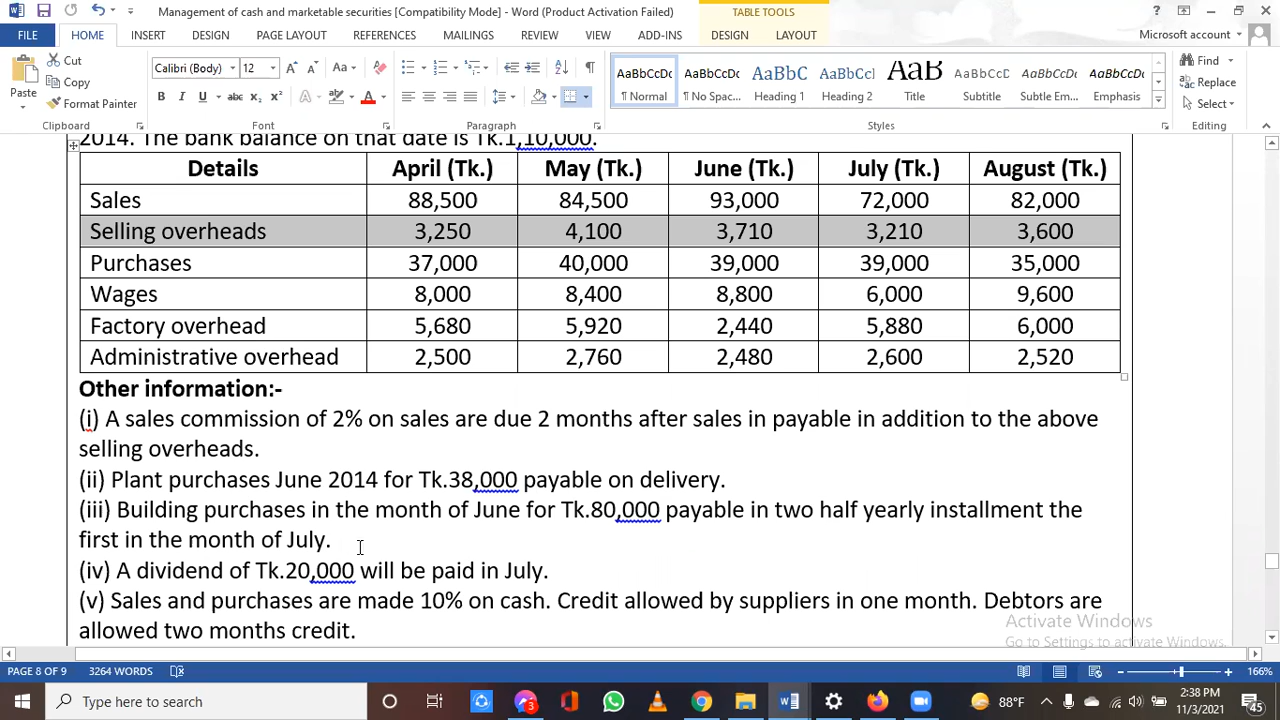 Management of cash and marketable securities [Compatibility Mode] - Word (Product Activation Failed)
TABLE TOOLS
FILE HOME INSERT DESIGN PAGE LAYOUT REFERENCES MAILINGS REVIEW VIEW ADD-INS DESIGN LAYOUT Microsoft account
Paste
Cut
Copy
Format Painter
Clipboard
Calibri (Body) 12
Font
Paragraph
AaBbCcDc AaBbCcDc AaBbC AaBbCcC AaB AaBbCcD AaBbCcDc AaBbCcDc
¶ Normal ¶ No Spac... Heading 1 Heading 2 Title Subtitle Subtle Em... Emphasis
Styles
Find
Replace
Select
Editing
2014. The bank balance on that date is Tk.1,10,000.
Details April (Tk.) May (Tk.) June (Tk.) July (Tk.) August (Tk.)
Sales 88,500 84,500 93,000 72,000 82,000
Selling overheads 3,250 4,100 3,710 3,210 3,600
Purchases 37,000 40,000 39,000 39,000 35,000
Wages 8,000 8,400 8,800 6,000 9,600
Factory overhead 5,680 5,920 2,440 5,880 6,000
Administrative overhead 2,500 2,760 2,480 2,600 2,520
Other information:-
(i) A sales commission of 2% on sales are due 2 months after sales in payable in addition to the above
selling overheads.
(ii) Plant purchases June 2014 for Tk.38,000 payable on delivery.
(iii) Building purchases in the month of June for Tk.80,000 payable in two half yearly installment the
first in the month of July.
(iv) A dividend of Tk.20,000 will be paid in July.
(v) Sales and purchases are made 10% on cash. Credit allowed by suppliers in one month. Debtors are
allowed two months credit.
Activate Windows
Go to Settings to activate Windows.
PAGE 8 OF 9 3264 WORDS 166%
Type here to search
88°F
2:38 PM
11/3/2021
45